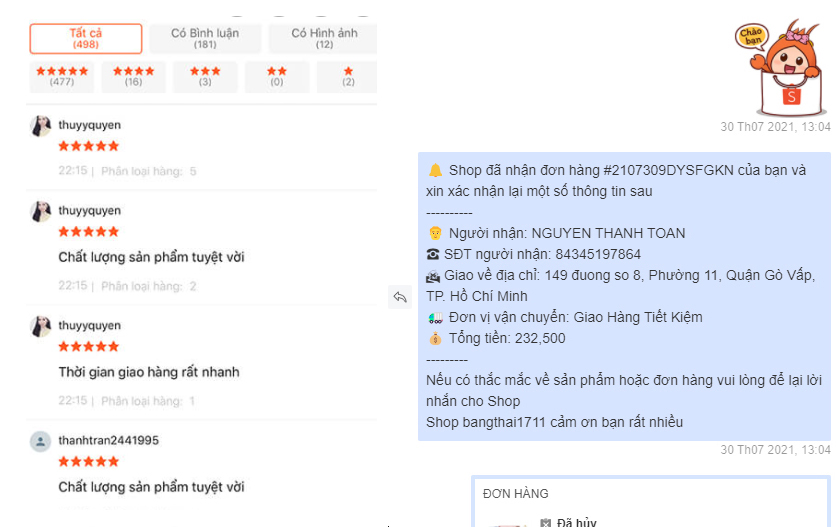 Tất cả
(498)
Có Bình luận
(181)
Có Hình ảnh
(12)
(477)
(16)
(3)
(0)
(2)
thuyyquyen
22:15 | Phân loại hàng: 5
thuyyquyen
Chất lượng sản phẩm tuyệt vời
22:15 | Phân loại hàng: 2
thuyyquyen
Thời gian giao hàng rất nhanh
22:15 | Phân loại hàng: 1
thanhtran2441995
Chất lượng sản phẩm tuyệt vời
Chào
bạn
S
30 Th07 2021, 13:04
Shop đã nhận đơn hàng #2107309DYSFGKN của bạn và
xin xác nhận lại một số thông tin sau
----------
Người nhận: NGUYEN THANH TOAN
SĐT người nhận: 84345197864
Giao về địa chỉ: 149 đuong so 8, Phường 11, Quận Gò Vấp,
TP. Hồ Chí Minh
Đơn vị vận chuyển: Giao Hàng Tiết Kiệm
Tổng tiền: 232,500
---------
Nếu có thắc mắc về sản phẩm hoặc đơn hàng vui lòng để lại lời
nhắn cho Shop
Shop bangthai1711 cảm ơn bạn rất nhiều
30 Th07 2021, 13:04
ĐƠN HÀNG
Đã hủy